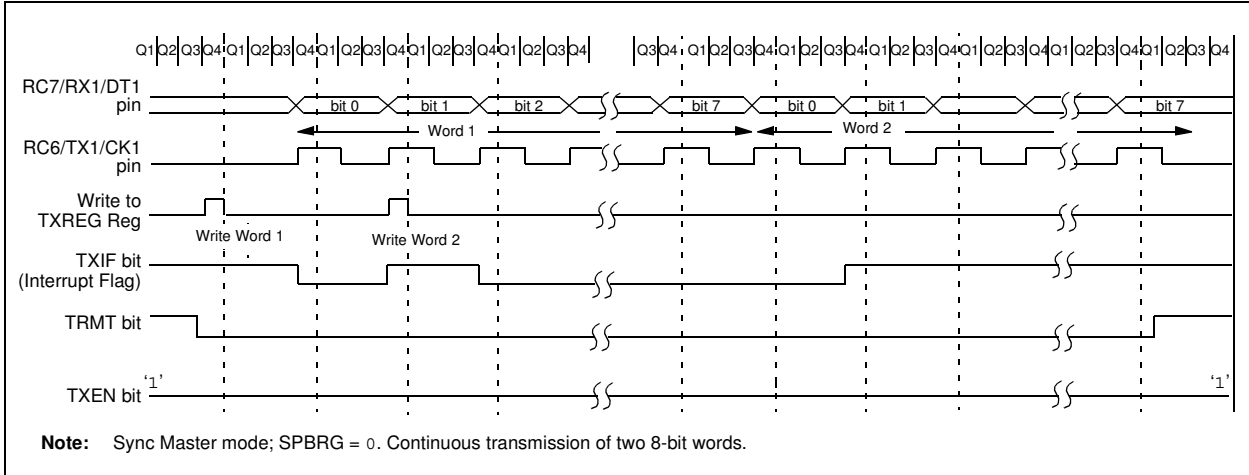 Q1 Q2 Q3 Q4 Q1 Q2 Q3 Q4 Q1 Q2 Q3 Q4 Q1 Q2 Q3 Q4 Q1 Q2 Q3 Q4 Q3 Q4 Q1 Q2 Q3 Q4 Q1 Q2 Q3 Q4 Q1 Q2 Q3 Q4 Q1 Q2 Q3 Q4 Q1 Q2 Q3 Q4 Q1 Q2 Q3 Q4
RC7/RX1/DT1
pin
bit 0 bit 1 bit 2 bit 7 bit 0 bit 1 bit 7
Word 1 Word 2
RC6/TX1/CK1
pin
Write to
TXREG Reg
Write Word 1 Write Word 2
TXIF bit
(Interrupt Flag)
TRMT bit
TXEN bit ‘1’ ‘1’
Note: Sync Master mode; SPBRG = 0. Continuous transmission of two 8-bit words.